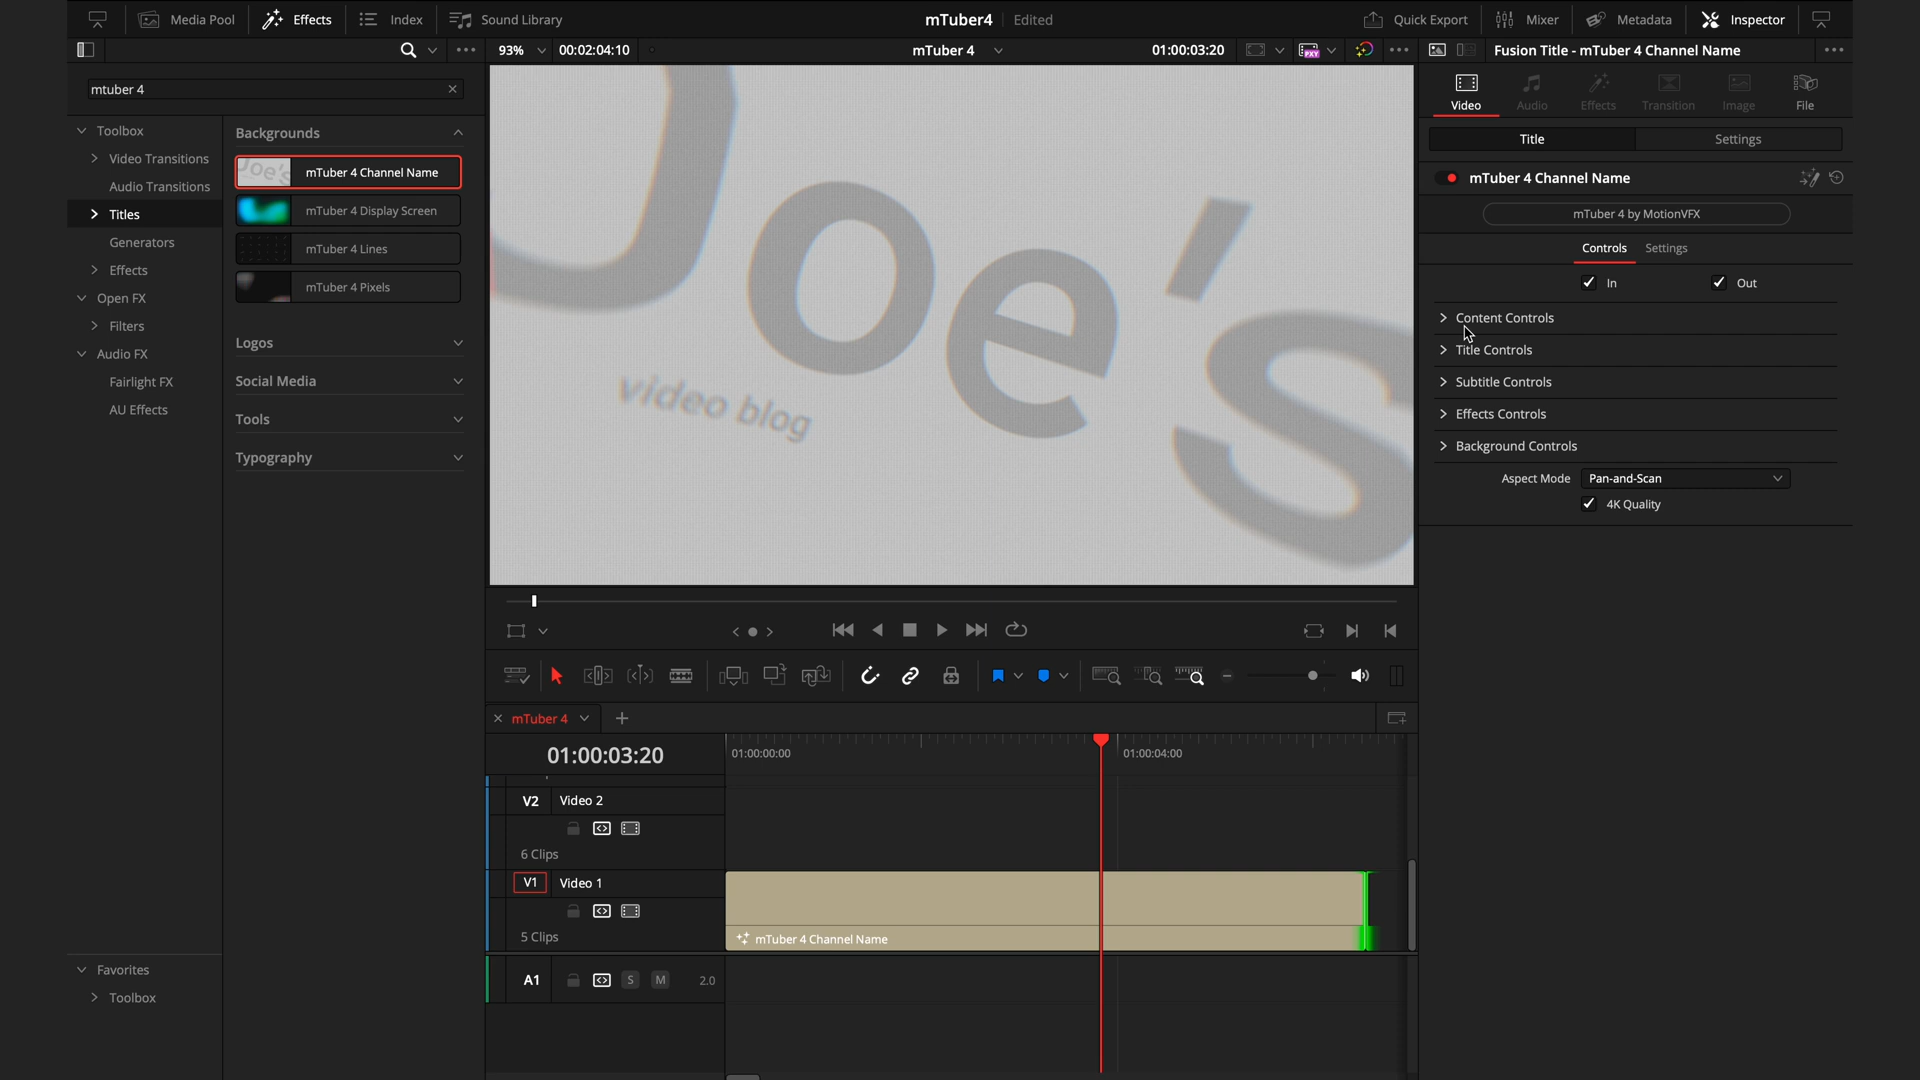 Media Pool
Effects
Index
Sound Library
mTuber4
Edited
Quick Export
Mixer
Metadata
Inspector
93%
00:02:04:10
mTuber 4
01:00:03:20
PXY
Fusion Title - mTuber 4 Channel Name
mtuber 4
Toolbox
Video Transitions
Audio Transitions
Titles
Generators
Effects
Open FX
Filters
Audio FX
Fairlight FX
AU Effects
Favorites
Toolbox
Backgrounds
Joe's
mTuber 4 Channel Name
mTuber 4 Display Screen
mTuber 4 Lines
mTuber 4 Pixels
Logos
Social Media
Tools
Typography
Joe's
video blog
Video
Audio
Effects
Transition
Image
File
Title
Settings
mTuber 4 Channel Name
mTuber 4 by MotionVFX
Controls
Settings
In
Out
Content Controls
Title Controls
Subtitle Controls
Effects Controls
Background Controls
Aspect Mode
Pan-and-Scan
4K Quality
mTuber 4
01:00:03:20
01:00:00:00
01:00:04:00
V2
Video 2
6 Clips
V1
Video 1
5 Clips
mTuber 4 Channel Name
A1
S
M
2.0